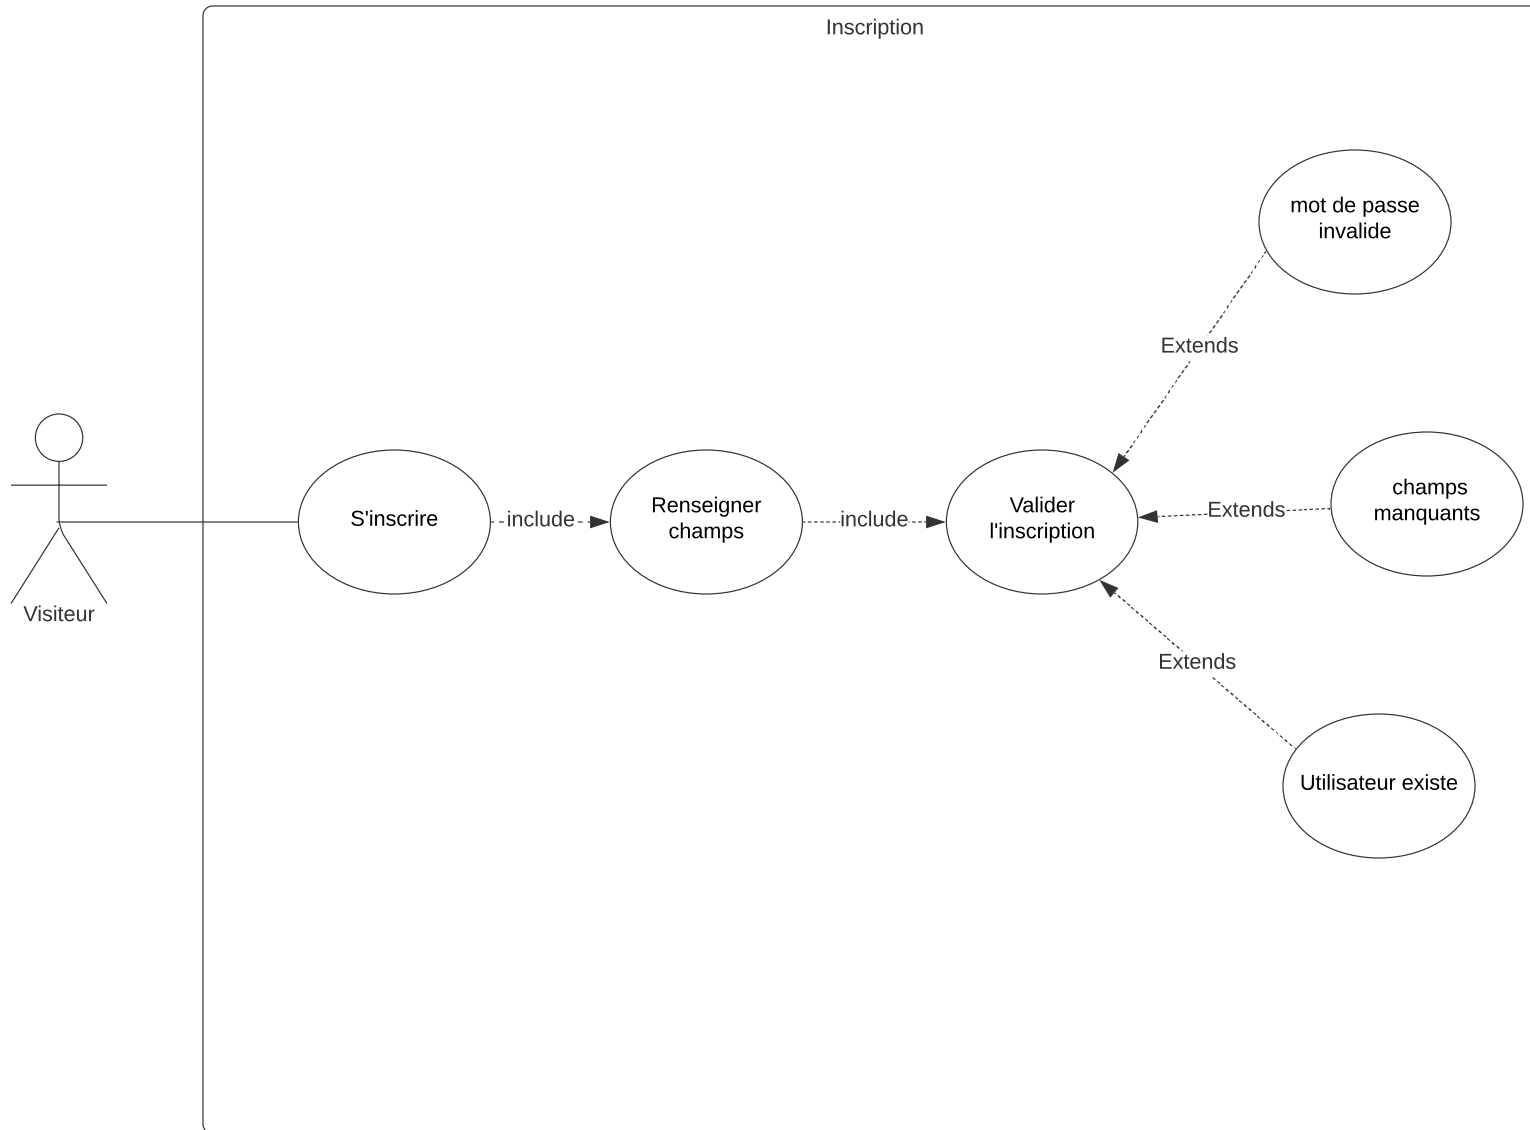 Inscription
mot de passe
invalide
Extends
champs
manquants
Extends
S'inscrire
include
Renseigner
champs
include
Valider
l'inscription
Visiteur
Extends
Utilisateur existe